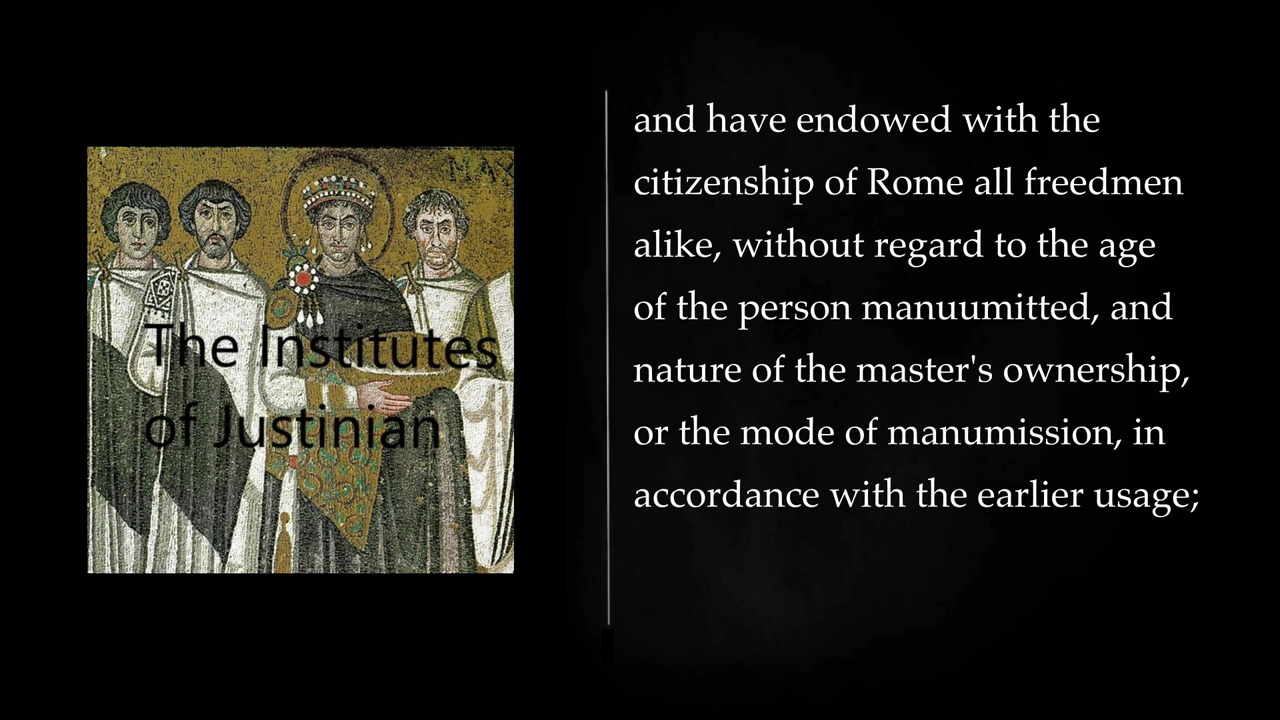 MAX
The Institutes
of Justinian
and have endowed with the
citizenship of Rome all freedmen
alike, without regard to the age
of the person manuumitted, and
nature of the master's ownership,
or the mode of manumission, in
accordance with the earlier usage;